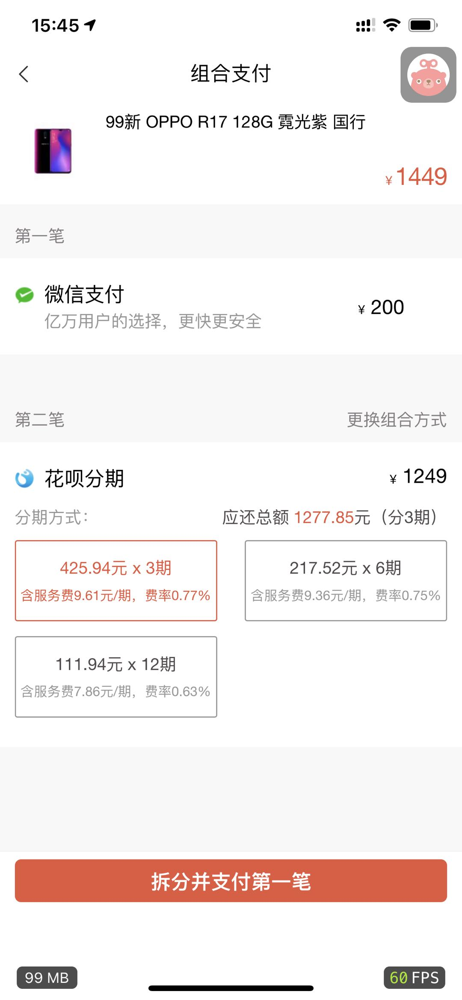 15:45
组合支付
99新 OPPO R17 128G 霓光紫 国行
¥1449
第一笔
微信支付
亿万用户的选择，更快更安全
¥ 200
第二笔
更换组合方式
花呗分期
¥ 1249
分期方式：
应还总额 1277.85元（分3期）
425.94元 x 3期
含服务费9.61元/期，费率0.77%
217.52元 x 6期
含服务费9.36元/期，费率0.75%
111.94元 x 12期
含服务费7.86元/期，费率0.63%
拆分并支付第一笔
99 MB
60 FPS